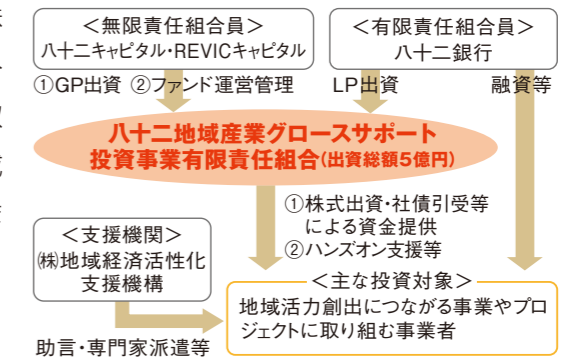 ＜無限責任組合員＞
八十二キャピタル・REVICキャピタル
＜有限責任組合員＞
八十二銀行
①GP出資 ②ファンド運営管理
LP出資
融資等
八十二地域産業グロースサポート
投資事業有限責任組合(出資総額5億円)
①株式出資・社債引受等
による資金提供
②ハンズオン支援等
＜支援機関＞
㈱地域経済活性化
支援機構
助言・専門家派遣等
＜主な投資対象＞
地域活力創出につながる事業やプロ
ジェクトに取り組む事業者